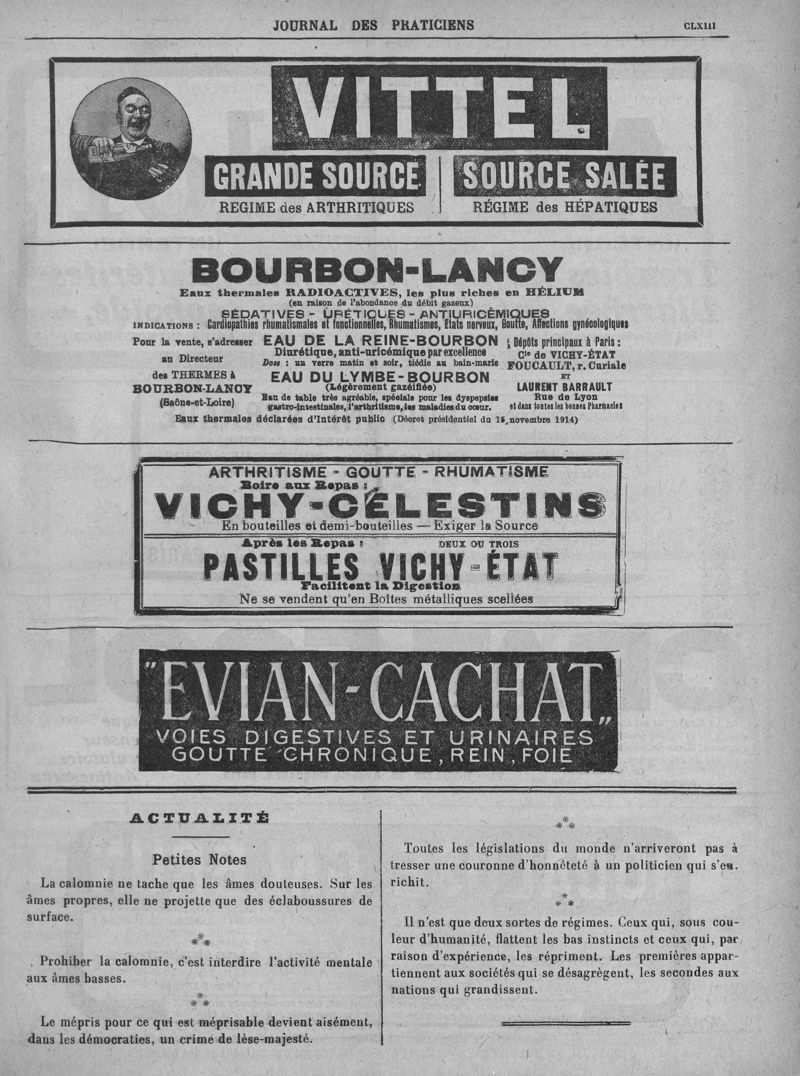 JOURNAL DES PRATICIENS
CLXIII
VITTEL
GRANDE SOURCE
REGIME des ARTHRITIQUES
SOURCE SALÉE
RÉGIME des HÉPATIQUES
BOURBON-LANCY
Eaux thermales RADIOACTIVES, les plus riches en HÉLIUM
(en raison de l'abondance du débit gazeux)
SÉDATIVES - URÉTIQUES - ANTIURICÉMIQUES
INDICATIONS : Cardiopathies rhumatismales et fonctionnelles, Rhumatismes, États nerveux, Goutte, Affections gynécologiques
Pour la vente, s'adresser
au Directeur
des THERMES à
BOURBON-LANCY
(Saône-et-Loire)
EAU DE LA REINE-BOURBON
Diurétique, anti-uricémique par excellence
Dose : un verre matin et soir, tiédie au bain-marie
EAU DU LYMBE-BOURBON
(Légèrement gazéifiée)
Eau de table très agréable, spéciale pour les dyspepsies
gastro-intestinales, l'arthritisme, les maladies du cœur.
Dépôts principaux à Paris :
Cie de VICHY-ÉTAT
FOUCAULT, r. Curiale
ET
LAURENT BARRAULT
Rue de Lyon
et dans toutes les bonnes Pharmacies
Eaux thermales déclarées d'Intérêt public (Décret présidentiel du 15 novembre 1914)
ARTHRITISME - GOUTTE - RHUMATISME
Boire aux Repas :
VICHY-CÉLESTINS
En bouteilles et demi-bouteilles — Exiger la Source
Après les Repas : DEUX OU TROIS
PASTILLES VICHY-ÉTAT
Facilitent la Digestion
Ne se vendent qu'en Boîtes métalliques scellées
"EVIAN-CACHAT„
VOIES DIGESTIVES ET URINAIRES
GOUTTE CHRONIQUE, REIN, FOIE
ACTUALITÉ
Petites Notes
La calomnie ne tache que les âmes douteuses. Sur les
âmes propres, elle ne projette que des éclaboussures de
surface.
***
Prohiber la calomnie, c'est interdire l'activité mentale
aux âmes basses.
***
Le mépris pour ce qui est méprisable devient aisément,
dans les démocraties, un crime de lèse-majesté.
***
Toutes les législations du monde n'arriveront pas à
tresser une couronne d'honnêteté à un politicien qui s'en.
richit.
***
Il n'est que deux sortes de régimes. Ceux qui, sous cou-
leur d'humanité, flattent les bas instincts et ceux qui, par
raison d'expérience, les répriment. Les premières appar-
tiennent aux sociétés qui se désagrègent, les secondes aux
nations qui grandissent.